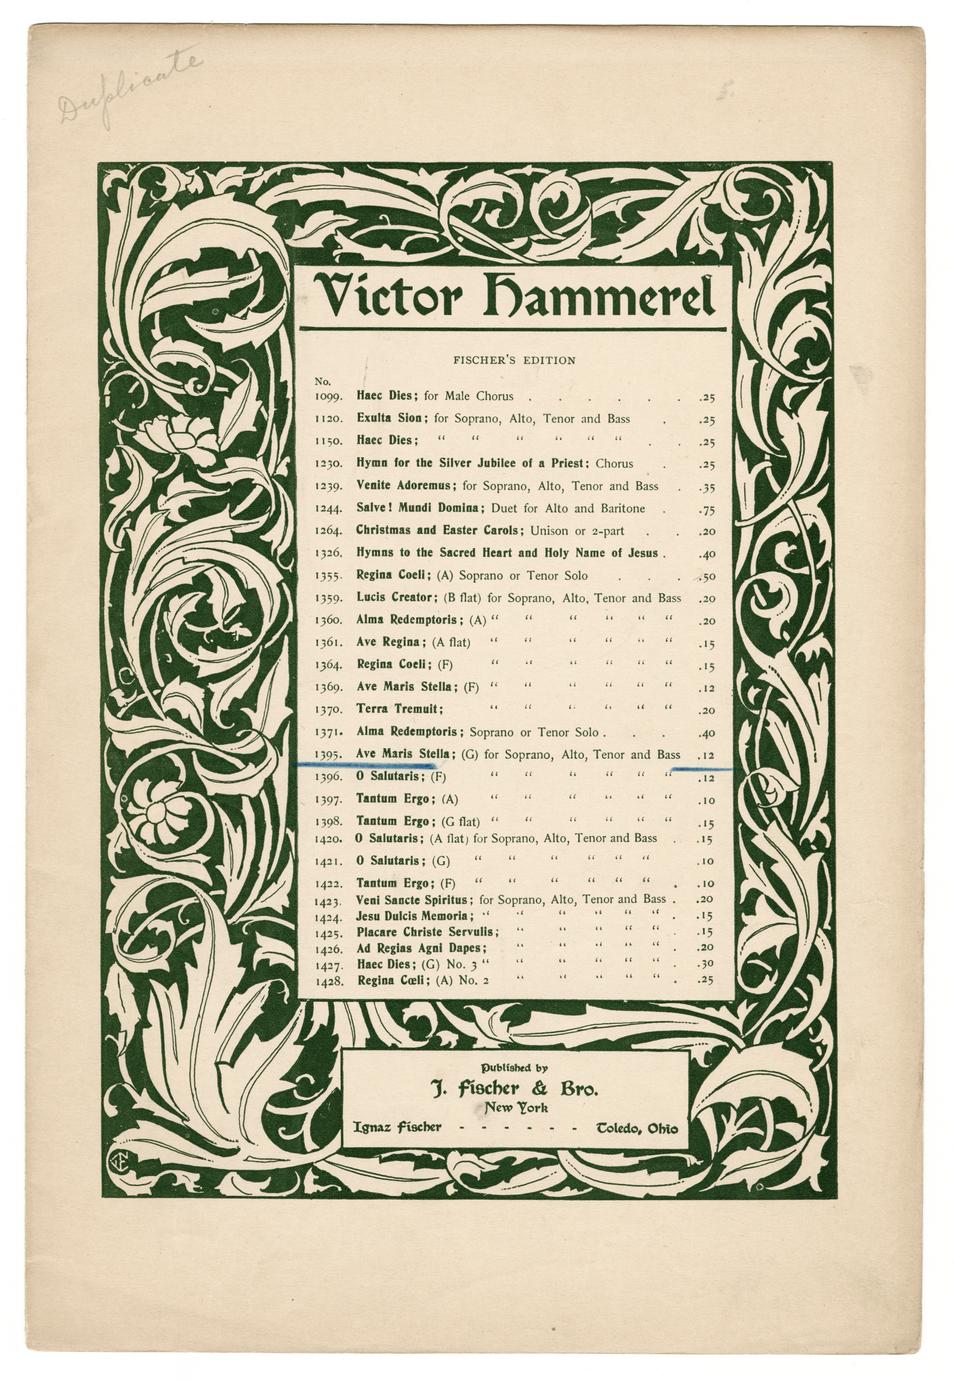 Duplicate
5.
Victor Hammerel
FISCHER'S EDITION
No.
1099. Haec Dies; for Male Chorus . . . . . . .25
1120. Exulta Sion; for Soprano, Alto, Tenor and Bass . .25
1150. Haec Dies; “ “ “ “ “ “ . .25
1230. Hymn for the Silver Jubilee of a Priest; Chorus . .25
1239. Venite Adoremus; for Soprano, Alto, Tenor and Bass . .35
1244. Salve! Mundi Domina; Duet for Alto and Baritone . .75
1264. Christmas and Easter Carols; Unison or 2-part . . .20
1326. Hymns to the Sacred Heart and Holy Name of Jesus . .40
1355. Regina Coeli; (A) Soprano or Tenor Solo . . . .50
1359. Lucis Creator; (B flat) for Soprano, Alto, Tenor and Bass .20
1360. Alma Redemptoris; (A) “ “ “ “ “ “ .20
1361. Ave Regina; (A flat) “ “ “ “ “ “ .15
1364. Regina Coeli; (F) “ “ “ “ “ “ .15
1369. Ave Maris Stella; (F) “ “ “ “ “ “ .12
1370. Terra Tremuit; “ “ “ “ “ “ .20
1371. Alma Redemptoris; Soprano or Tenor Solo . . . .40
1395. Ave Maris Stella; (G) for Soprano, Alto, Tenor and Bass .12
1396. O Salutaris; (F) “ “ “ “ “ “ .12
1397. Tantum Ergo; (A) “ “ “ “ “ “ .10
1398. Tantum Ergo; (G flat) “ “ “ “ “ “ .15
1420. O Salutaris; (A flat) for Soprano, Alto, Tenor and Bass . .15
1421. O Salutaris; (G) “ “ “ “ “ “ .10
1422. Tantum Ergo; (F) “ “ “ “ “ “ . .10
1423. Veni Sancte Spiritus; for Soprano, Alto, Tenor and Bass . .20
1424. Jesu Dulcis Memoria; “ “ “ “ “ “ . .15
1425. Placare Christe Servulis; “ “ “ “ “ . .15
1426. Ad Regias Agni Dapes; “ “ “ “ “ . .20
1427. Haec Dies; (G) No. 3 “ “ “ “ “ “ . .30
1428. Regina Cœli; (A) No. 2 “ “ “ “ “ . .25
Published by
J. Fischer & Bro.
New York
Ignaz Fischer - - - - - - Toledo, Ohio